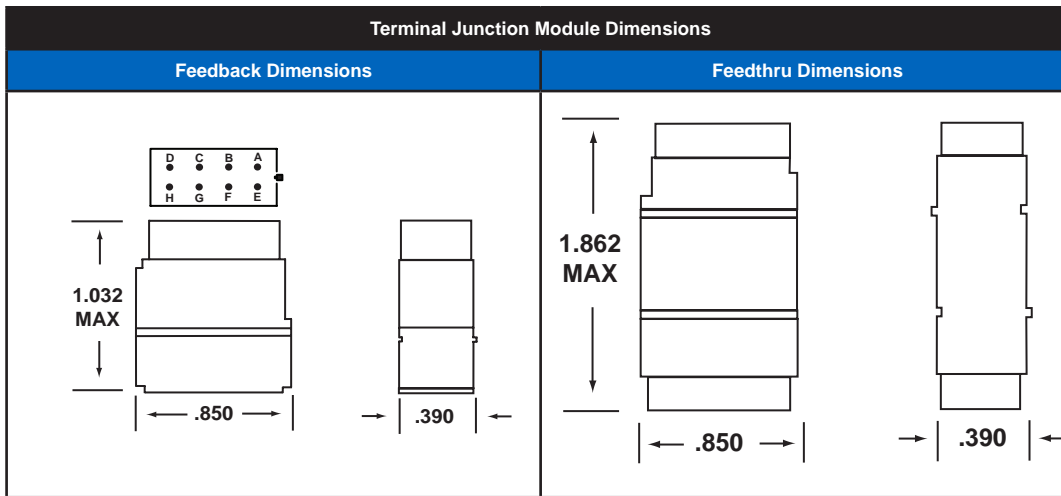 Terminal Junction Module Dimensions
Feedback Dimensions
Feedthru Dimensions
D C B A
H G F E
1.032
MAX
.850
.390
1.862
MAX
.850
.390